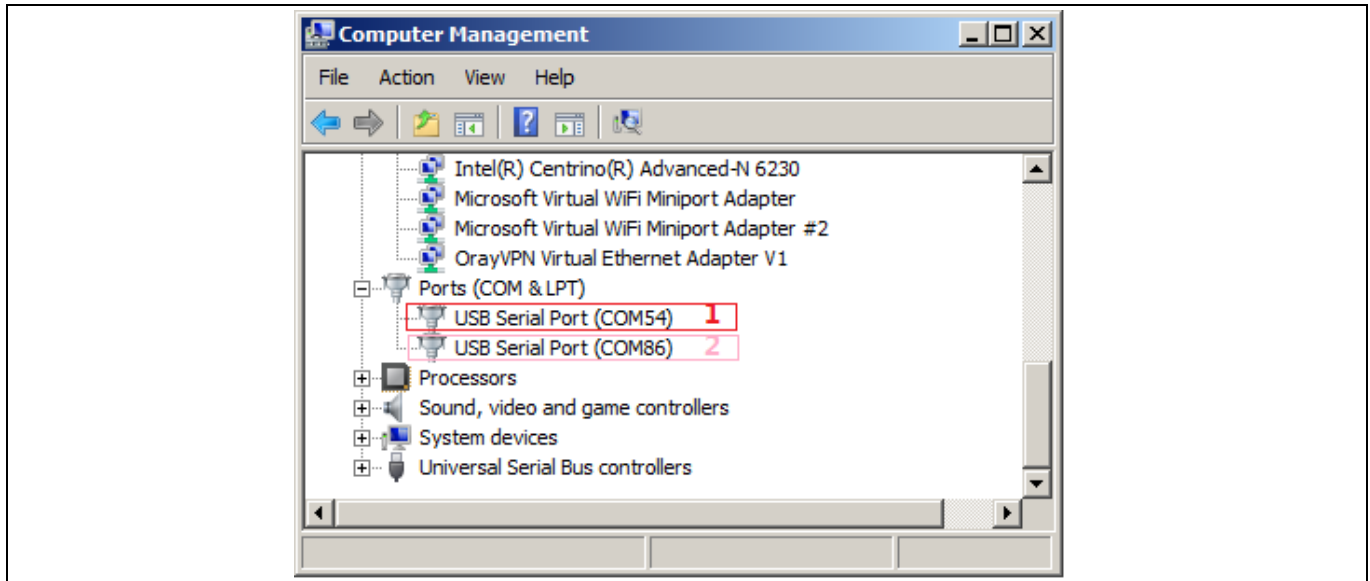 Computer Management
File Action View Help
Intel(R) Centrino(R) Advanced-N 6230
Microsoft Virtual WiFi Miniport Adapter
Microsoft Virtual WiFi Miniport Adapter #2
OrayVPN Virtual Ethernet Adapter V1
Ports (COM & LPT)
USB Serial Port (COM54) 1
USB Serial Port (COM86) 2
Processors
Sound, video and game controllers
System devices
Universal Serial Bus controllers